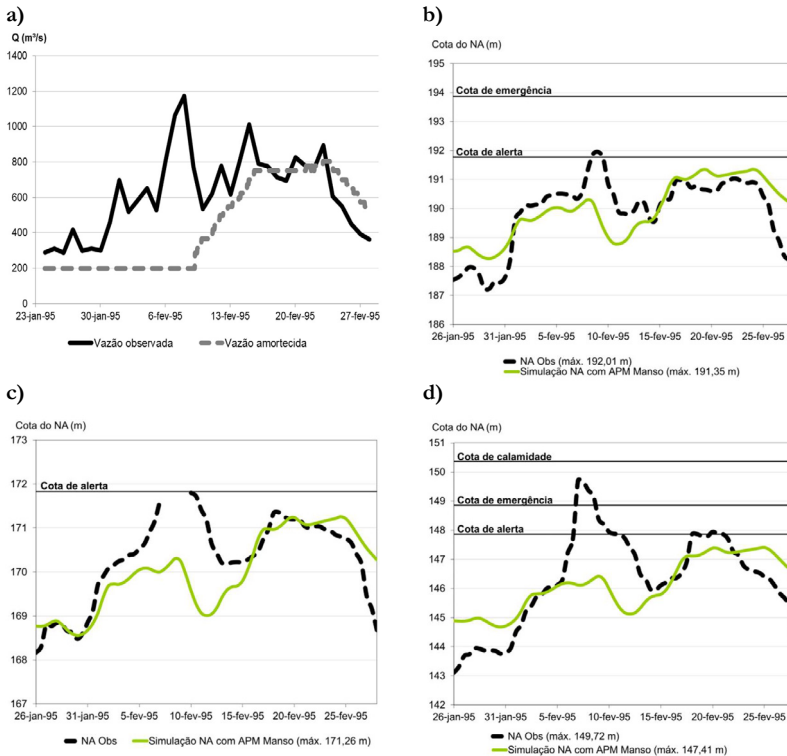 a)
Q (m³/s)
1400
1200
1000
800
600
400
200
0
23-jan-95 30-jan-95 6-fev-95 13-fev-95 20-fev-95 27-fev-95
Vazão observada Vazão amortecida
b)
Cota do NA (m)
195
194
193
192
191
190
189
188
187
186
Cota de emergência
Cota de alerta
26-jan-95 31-jan-95 5-fev-95 10-fev-95 15-fev-95 20-fev-95 25-fev-95
NA Obs (máx. 192,01 m)
Simulação NA com APM Manso (máx. 191,35 m)
c)
Cota do NA (m)
173
172
171
170
169
168
167
Cota de alerta
26-jan-95 31-jan-95 5-fev-95 10-fev-95 15-fev-95 20-fev-95 25-fev-95
NA Obs Simulação NA com APM Manso (máx. 171,26 m)
d)
Cota do NA (m)
151
150
149
148
147
146
145
144
143
142
Cota de calamidade
Cota de emergência
Cota de alerta
26-jan-95 31-jan-95 5-fev-95 10-fev-95 15-fev-95 20-fev-95 25-fev-95
NA Obs (máx. 149,72 m)
Simulação NA com APM Manso (máx. 147,41 m)